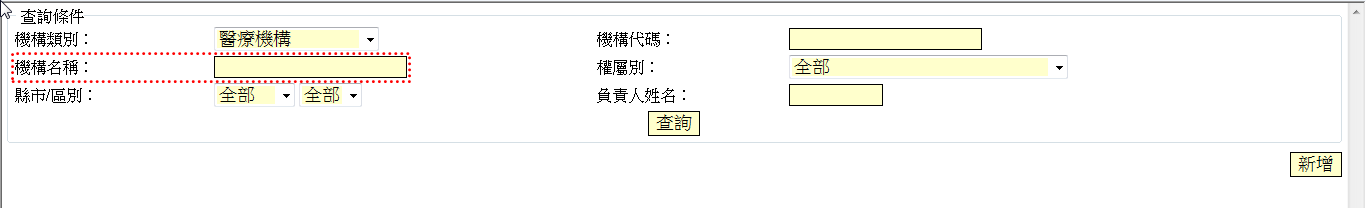 查詢條件
機構類別： 醫療機構 機構代碼：
機構名稱： 權屬別： 全部
縣市/區別： 全部 全部 負責人姓名：
查詢
新增